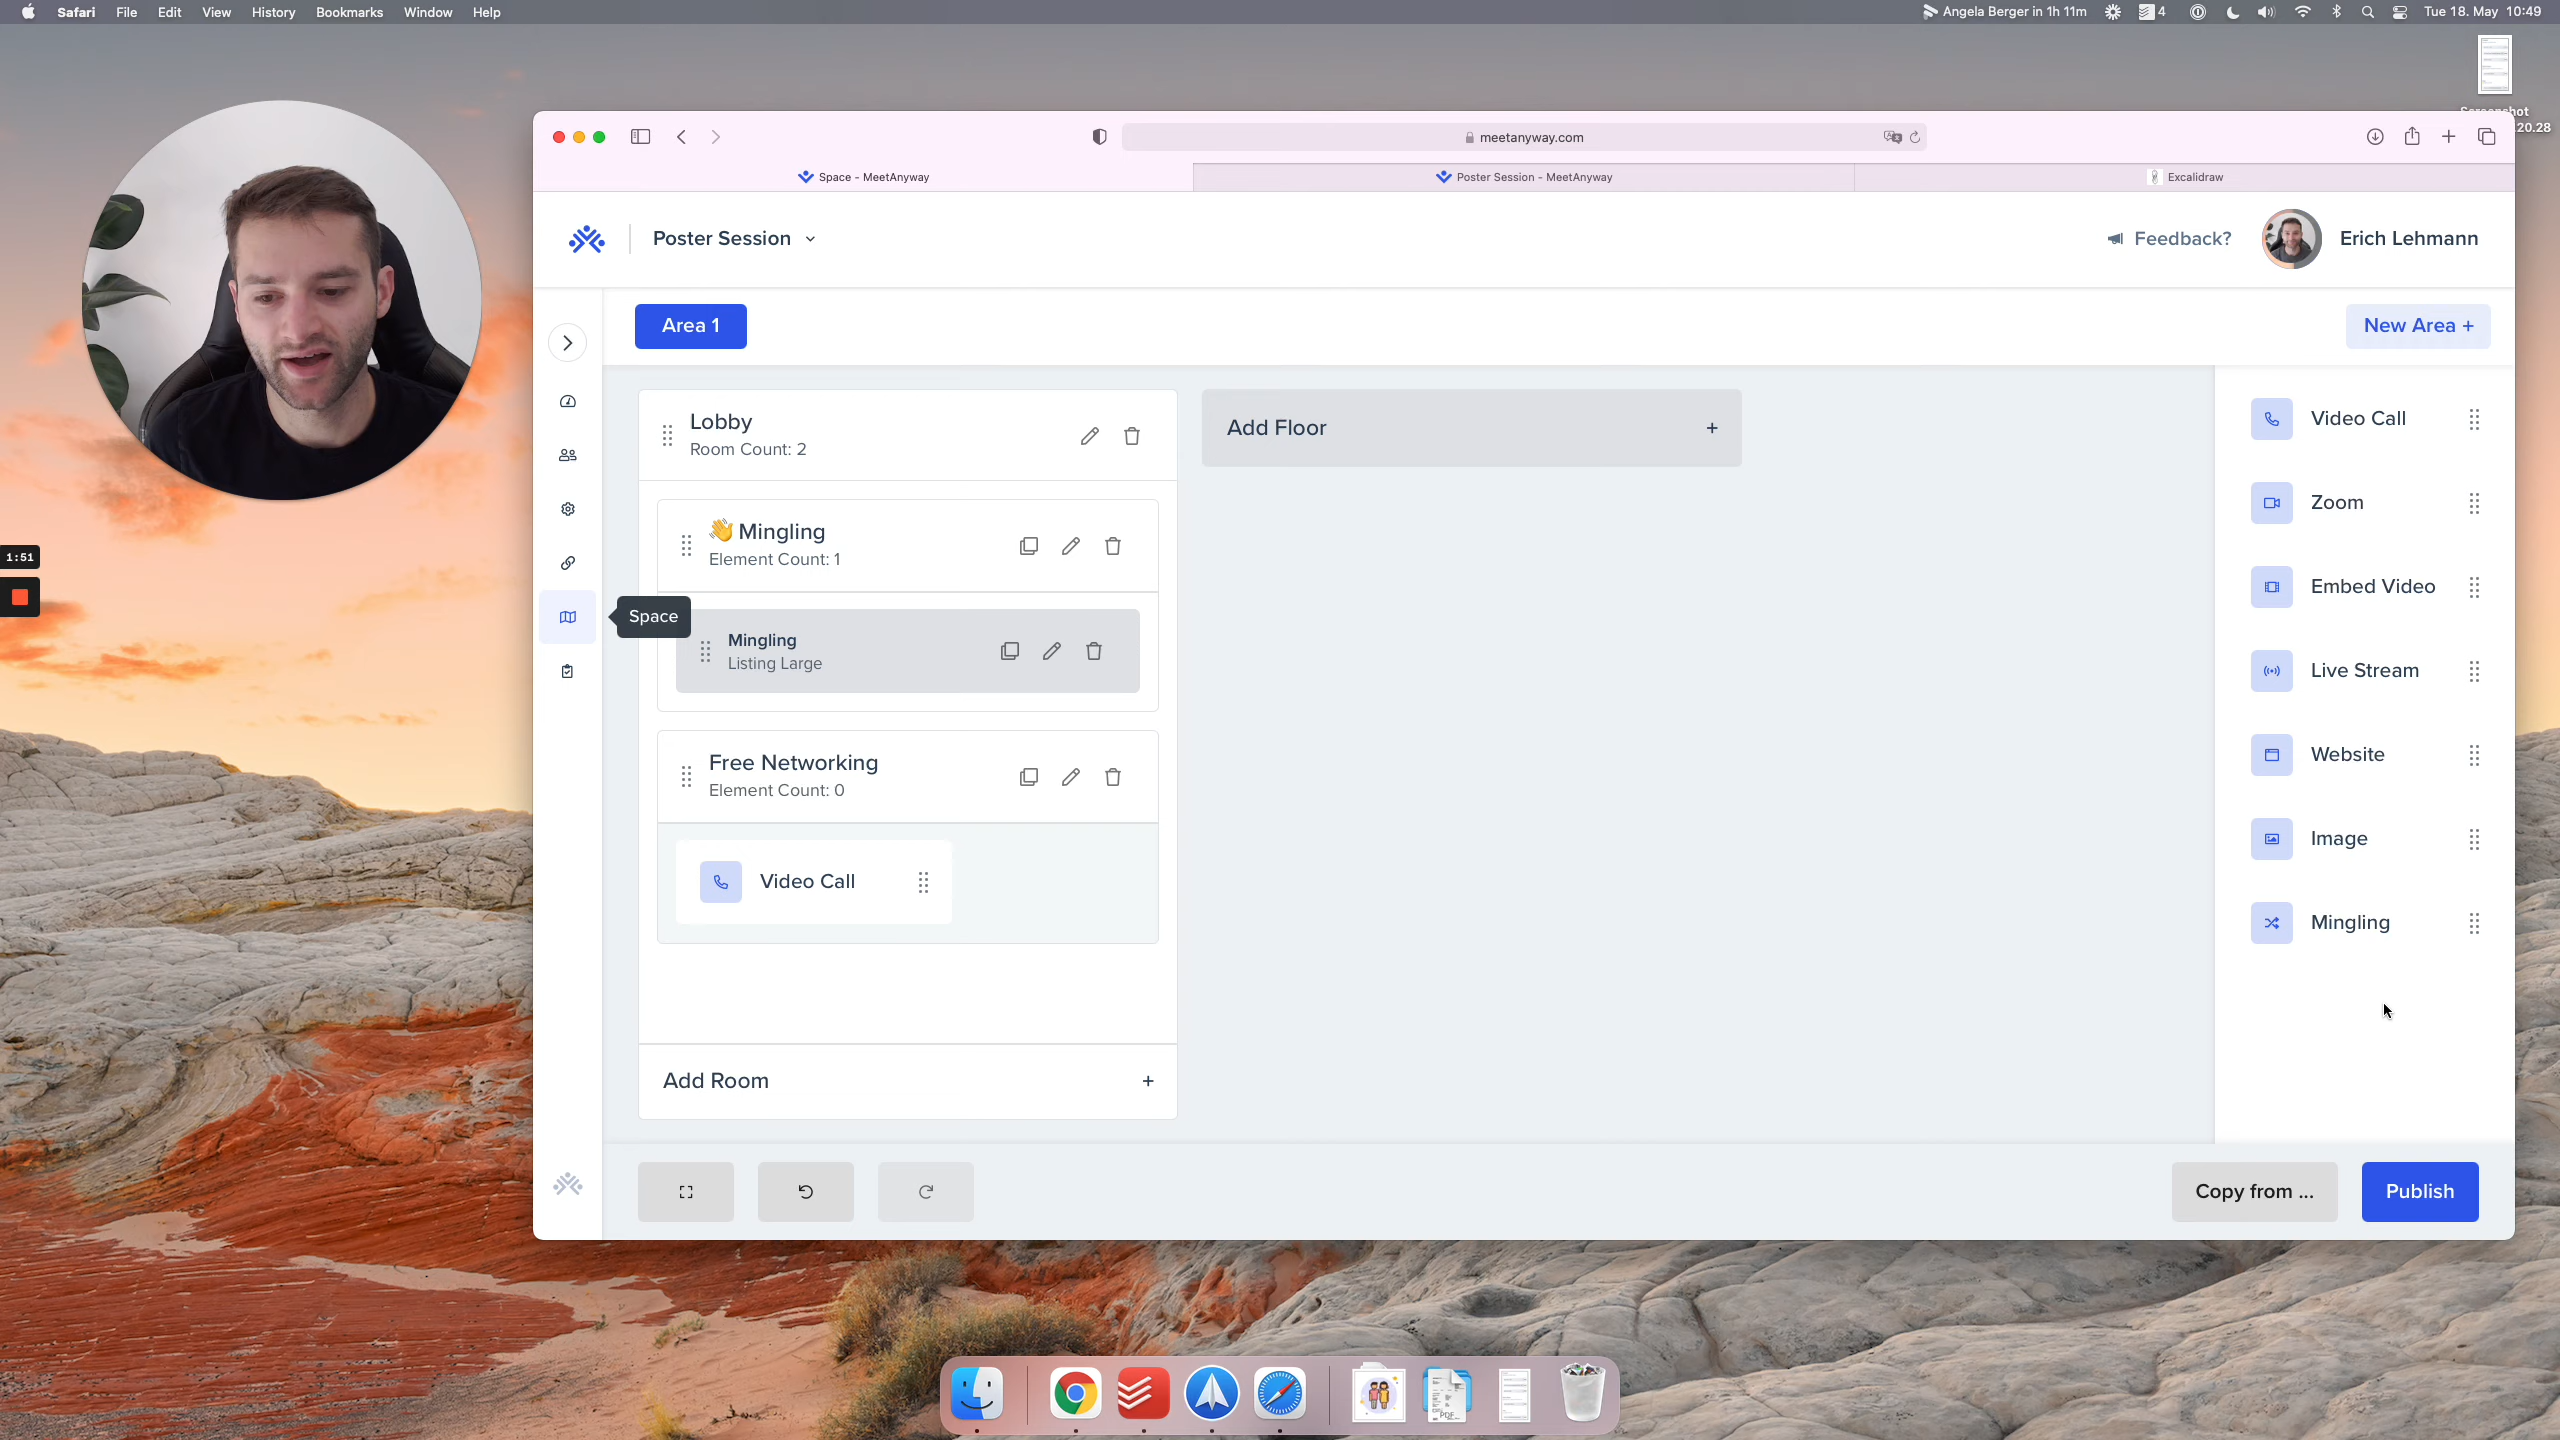 Safari File Edit View History Bookmarks Window Help
Angela Berger in 1h 11m 4 Tue 18. May 10:49
20.28
meetanyway.com
Space - MeetAnyway
Poster Session - MeetAnyway
Excalidraw
Poster Session
Feedback?
Erich Lehmann
Area 1
New Area +
Lobby
Room Count: 2
Add Floor +
👋 Mingling
Element Count: 1
1:51
Space
Mingling
Listing Large
Free Networking
Element Count: 0
Video Call
Add Room +
Video Call
Zoom
Embed Video
Live Stream
Website
Image
Mingling
Copy from ...
Publish
PDF